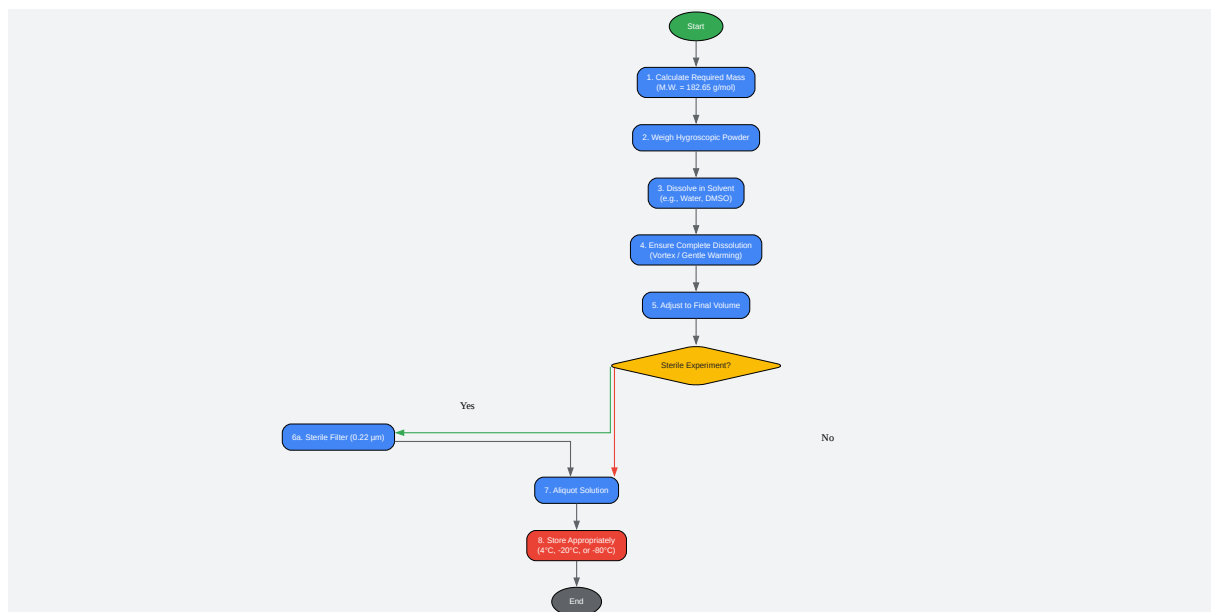 Start
1. Calculate Required Mass
(M.W. = 182.65 g/mol)
2. Weigh Hygroscopic Powder
3. Dissolve in Solvent
(e.g., Water, DMSO)
4. Ensure Complete Dissolution
(Vortex / Gentle Warming)
5. Adjust to Final Volume
Sterile Experiment?
Yes
6a. Sterile Filter (0.22 µm)
No
7. Aliquot Solution
8. Store Appropriately
(4°C, -20°C, or -80°C)
End